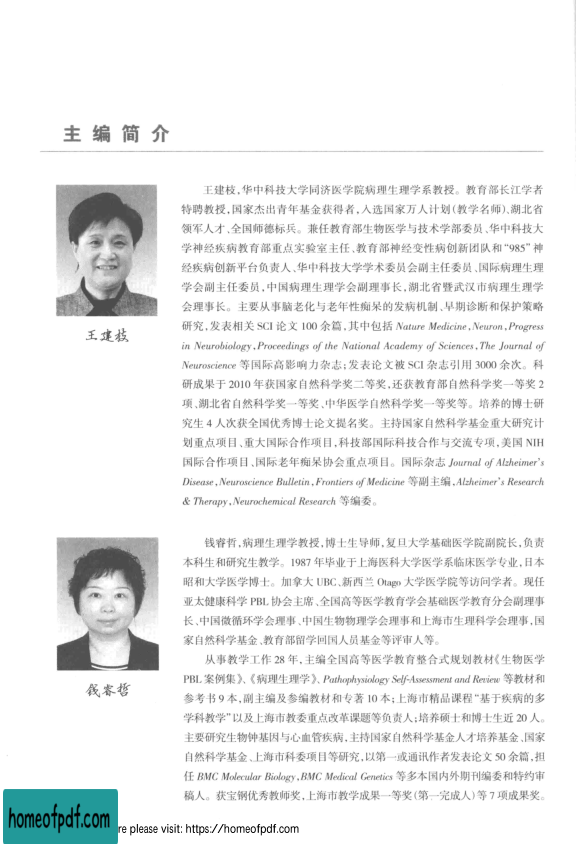 主编简介
王建枝,华中科技大学同济医学院病理生理学系教授。教育部长江学者
特聘教授,国家杰出青年基金获得者,入选国家万人计划(教学名师)、湖北省
领军人才、全国师德标兵。兼任教育部生物医学与技术学部委员、华中科技大
学神经疾病教育部重点实验室主任、教育部神经变性病创新团队和“985”神
经疾病创新平台负责人、华中科技大学学术委员会副主任委员、国际病理生理
学会副主任委员,中国病理生理学会副理事长,湖北省暨武汉市病理生理学
会理事长。主要从事脑老化与老年性痴呆的发病机制、早期诊断和保护策略
研究,发表相关 SCI 论文 100 余篇,其中包括 Nature Medicine,Neuron,Progress
in Neurobiology,Proceedings of the National Academy of Sciences,The Journal of
Neuroscience 等国际高影响力杂志;发表论文被 SCI 杂志引用 3000 余次。科
研成果于 2010 年获国家自然科学奖二等奖,还获教育部自然科学奖一等奖 2
项、湖北省自然科学奖一等奖、中华医学自然科学奖一等奖等。培养的博士研
究生 4 人次获全国优秀博士论文提名奖。主持国家自然科学基金重大研究计
划重点项目、重大国际合作项目,科技部国际科技合作与交流专项,美国 NIH
国际合作项目、国际老年痴呆协会重点项目。国际杂志 Journal of Alzheimer's
Disease,Neuroscience Bulletin,Frontiers of Medicine 等副主编,Alzheimer's Research
& Therapy,Neurochemical Research 等编委。
王建枝
钱睿哲,病理生理学教授,博士生导师,复旦大学基础医学院副院长,负责
本科生和研究生教学。1987 年毕业于上海医科大学医学系临床医学专业,日本
昭和大学医学博士。加拿大 UBC、新西兰 Otago 大学医学院等访问学者。现任
亚太健康科学 PBL 协会主席、全国高等医学教育学会基础医学教育分会副理事
长、中国微循环学会理事、中国生物物理学会理事和上海市生理科学会理事,国
家自然科学基金、教育部留学回国人员基金等评审人等。
从事教学工作 28 年,主编全国高等医学教育整合式规划教材《生物医学
PBL 案例集》、《病理生理学》、Pathophysiology Self-Assessment and Review 等教材和
参考书 9 本,副主编及参编教材和专著 10 本;上海市精品课程“基于疾病的多
学科教学”以及上海市教委重点改革课题等负责人;培养硕士和博士生近 20 人。
主要研究生物钟基因与心血管疾病,主持国家自然科学基金人才培养基金、国家
自然科学基金、上海市科委项目等研究,以第一或通讯作者发表论文 50 余篇,担
任 BMC Molecular Biology,BMC Medical Genetics 等多本国内外期刊编委和特约审
稿人。获宝钢优秀教师奖,上海市教学成果一等奖(第一完成人)等 7 项成果奖。
钱睿哲
homeofpdf.com
re please visit: https://homeofpdf.com